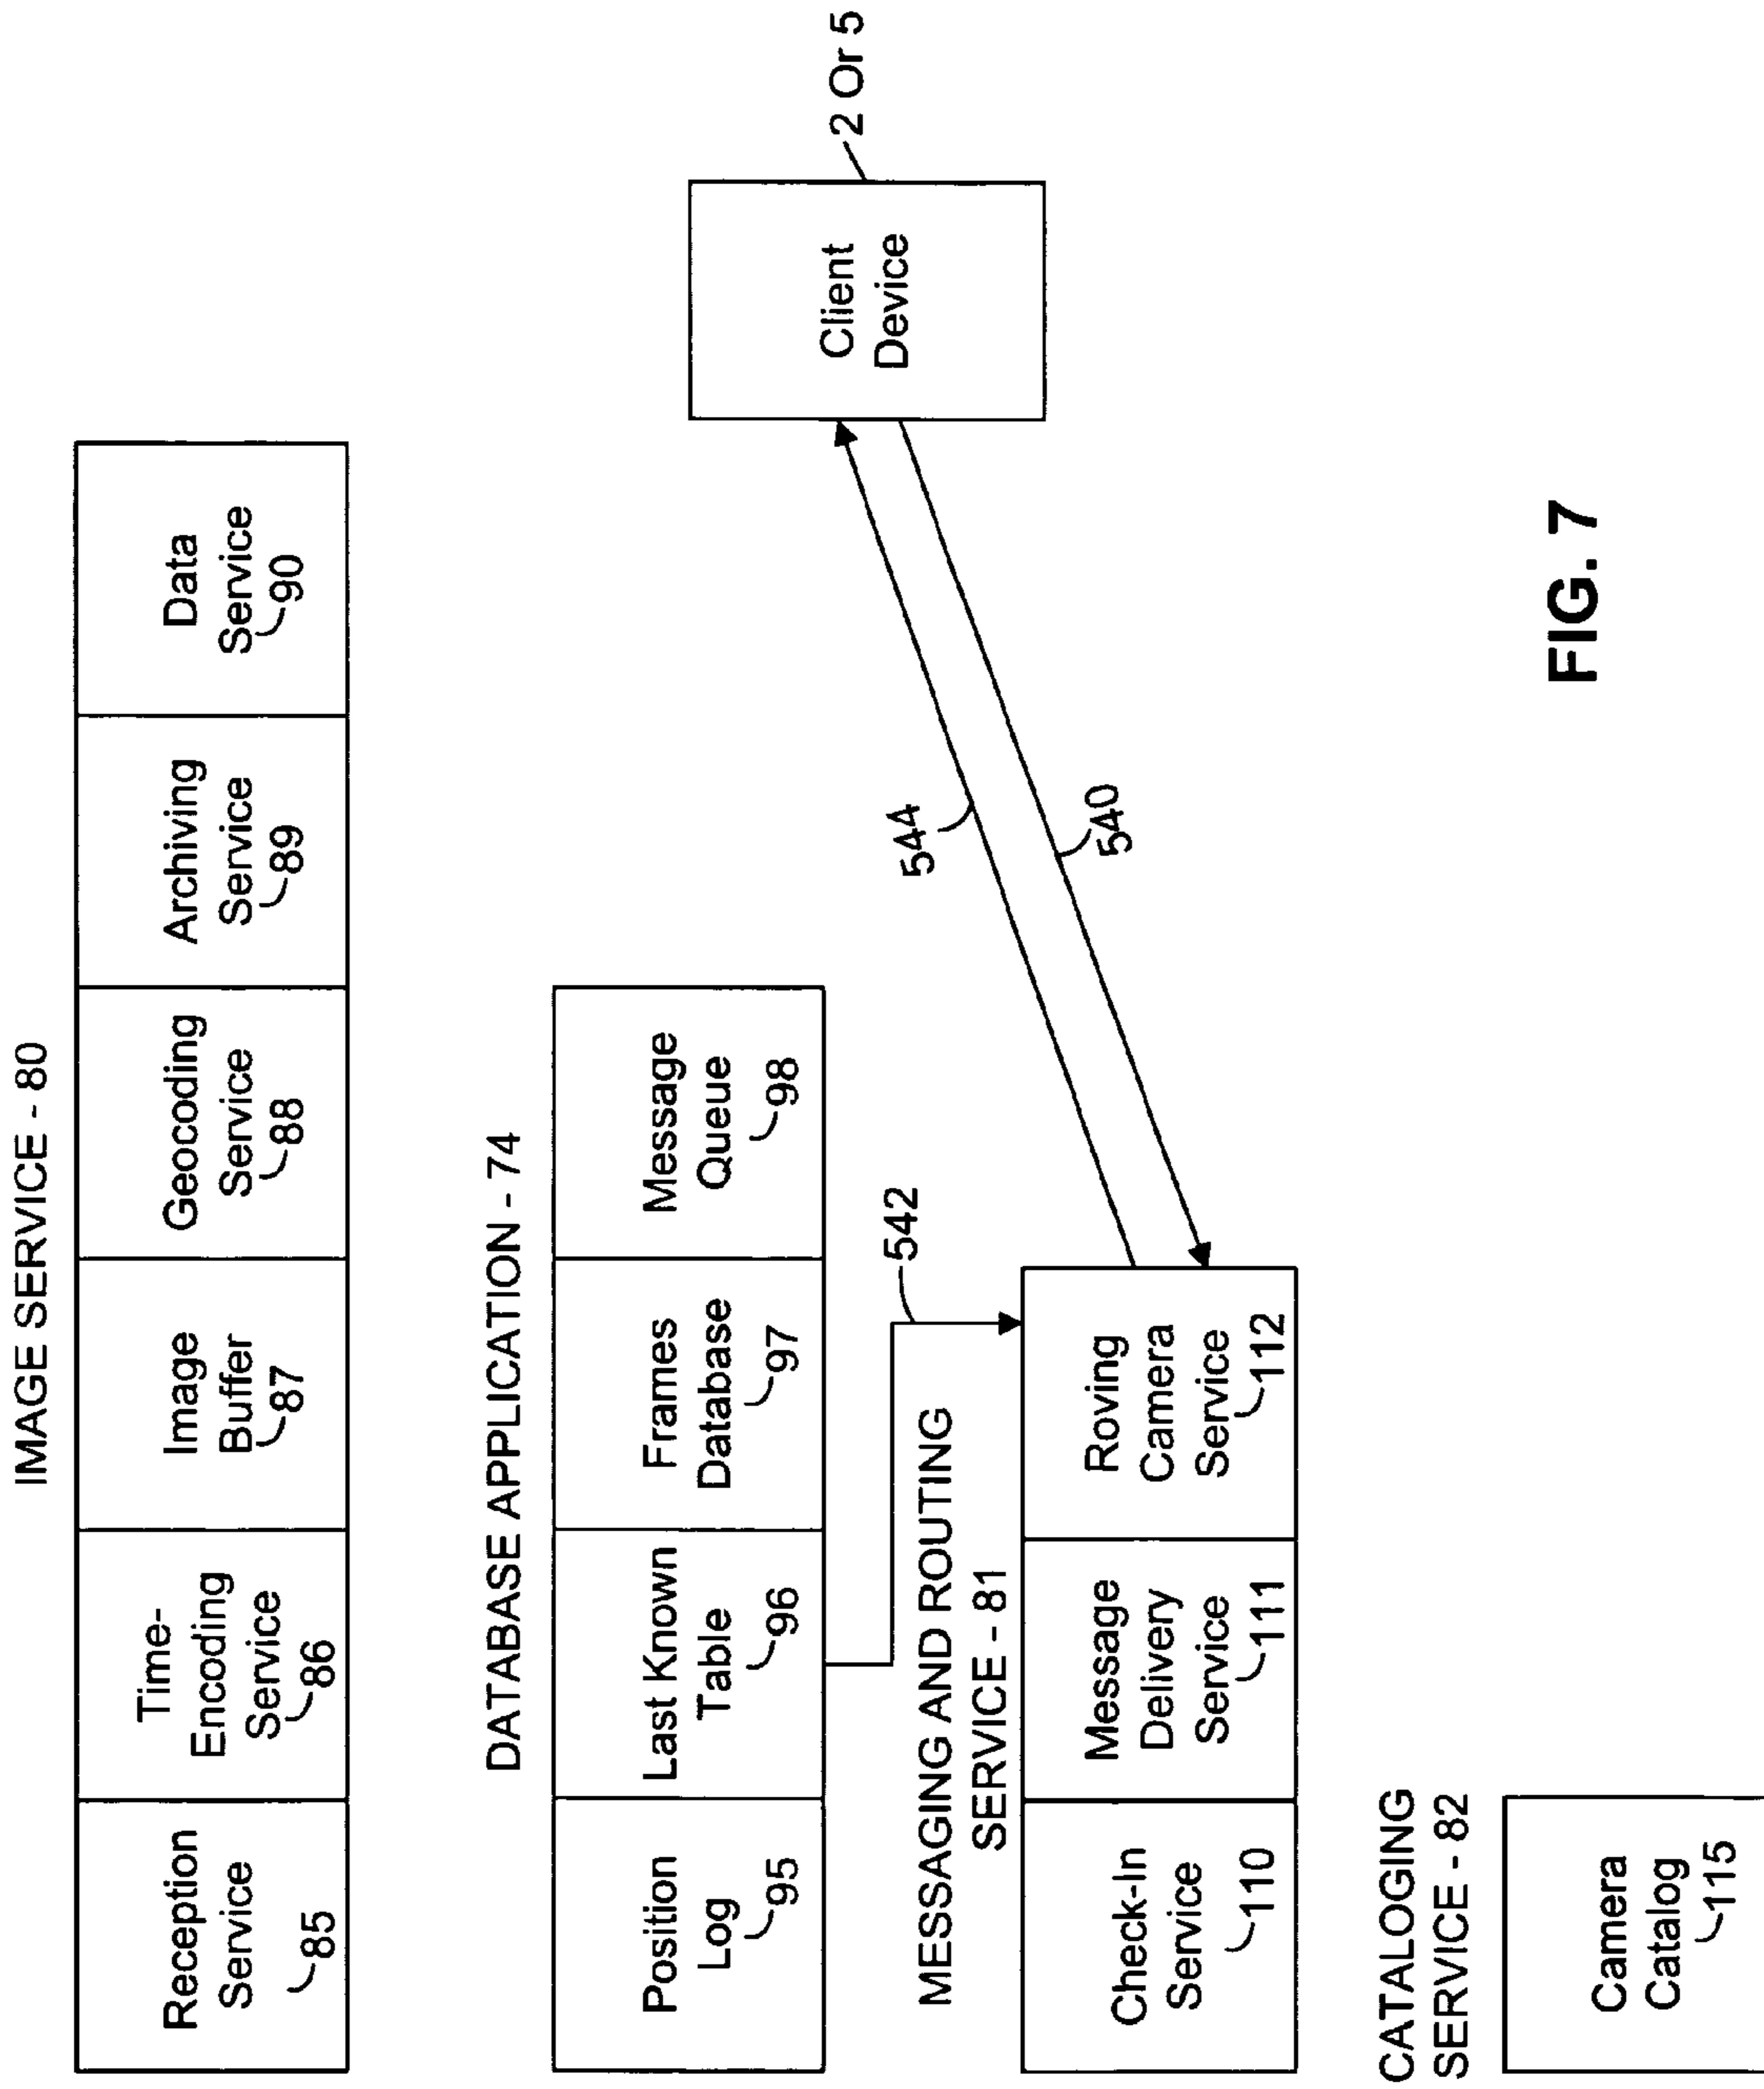 IMAGE SERVICE - 80
Reception
Service
85
Time-
Encoding
Service
86
Image
Buffer
87
Geocoding
Service
88
Archiving
Service
89
Data
Service
90
DATABASE APPLICATION - 74
Position
Log
95
Last Known
Table
96
Frames
Database
97
Message
Queue
98
542
MESSAGING AND ROUTING
SERVICE - 81
Check-In
Service
110
Message
Delivery
Service
111
Roving
Camera
Service
112
544
540
Client
Device
2 Or 5
CATALOGING
SERVICE - 82
Camera
Catalog
115
FIG. 7